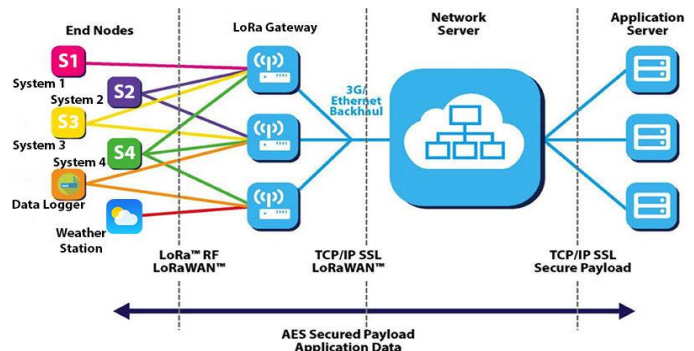 End Nodes
LoRa Gateway
Network
Server
Application
Server
S1
System 1
S2
System 2
S3
System 3
S4
System 4
Data Logger
Weather
Station
3G/
Ethernet
Backhaul
LoRa™ RF
LoRaWAN™
TCP/IP SSL
LoRaWAN™
TCP/IP SSL
Secure Payload
AES Secured Payload
Application Data